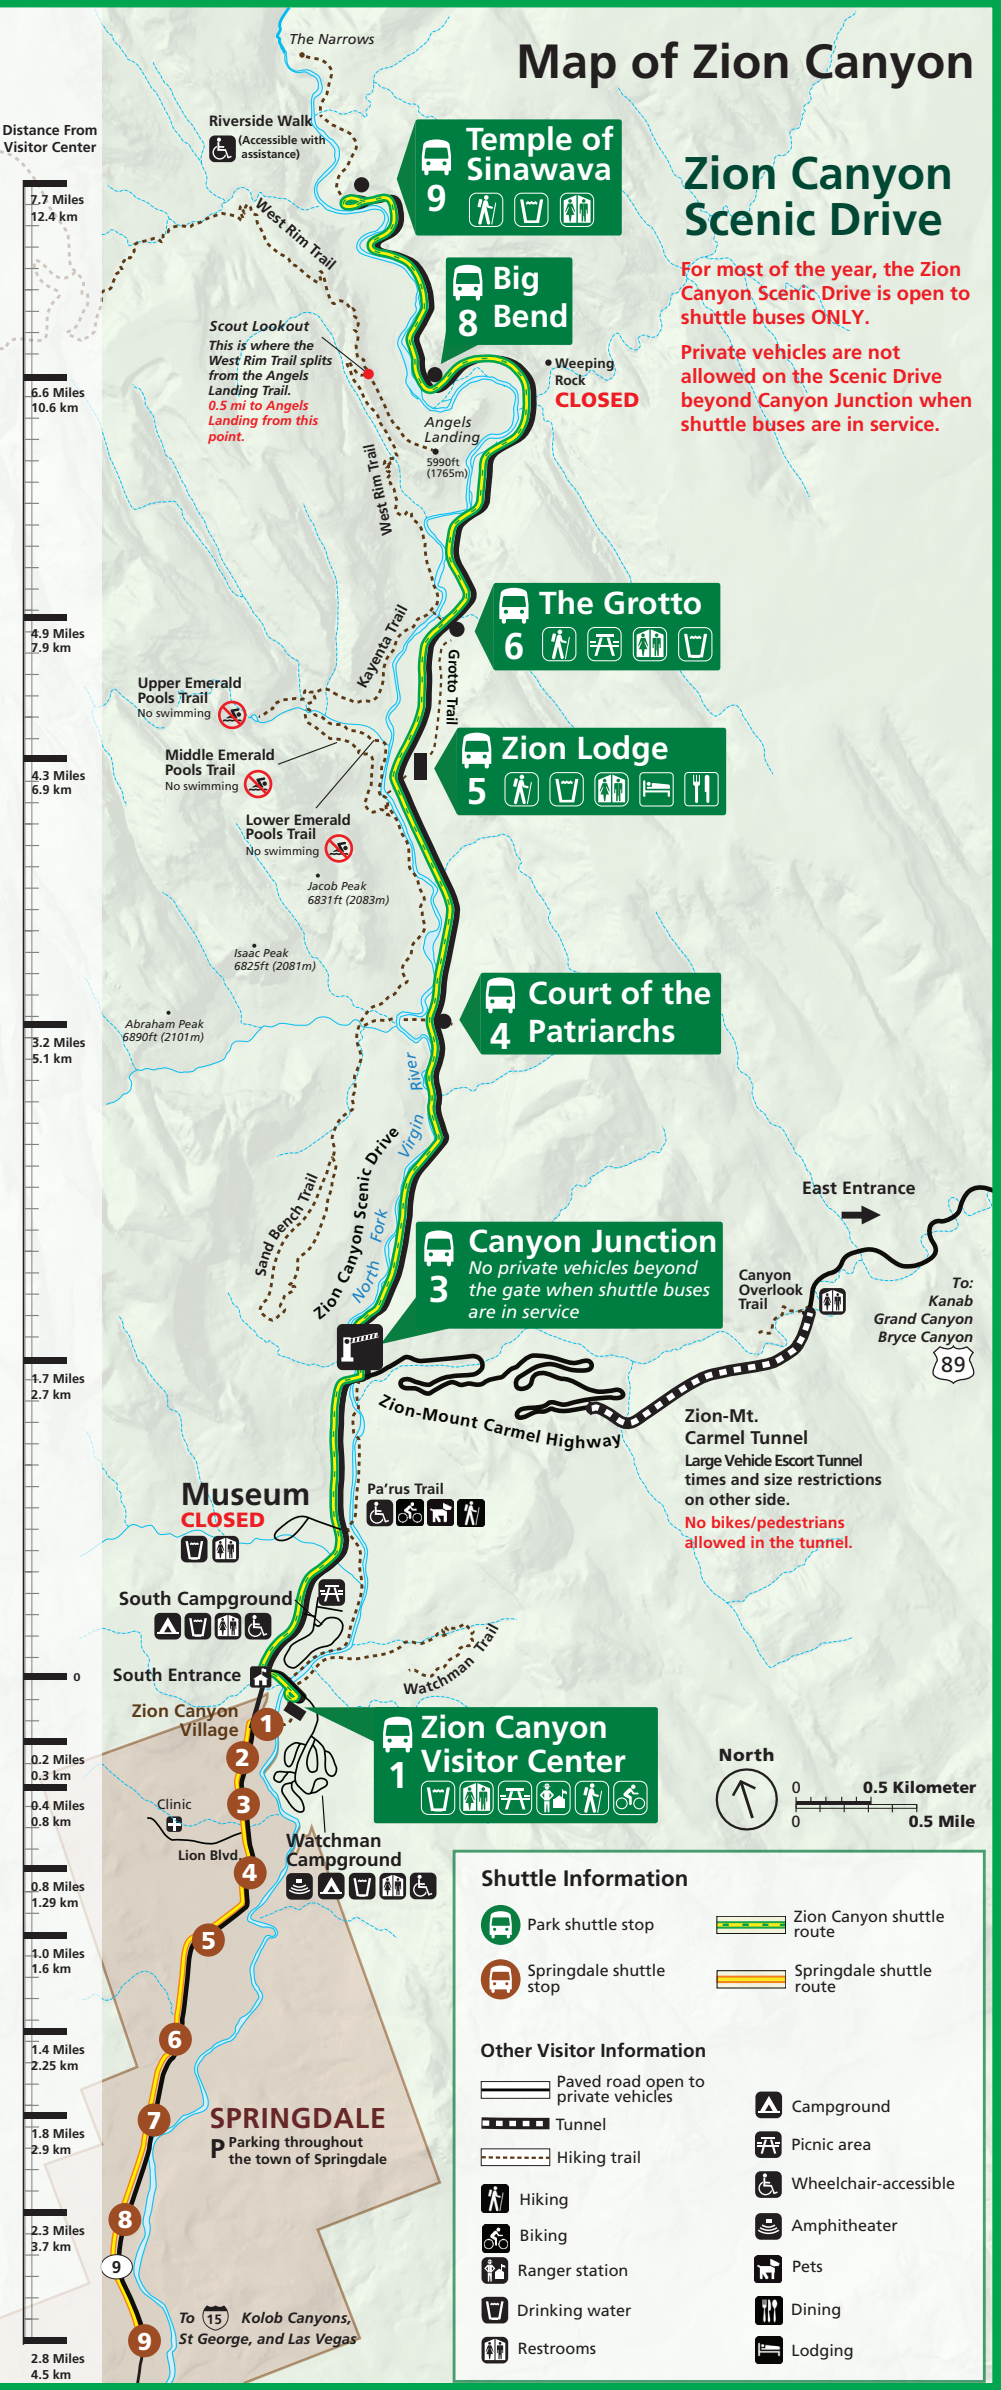 Map of Zion Canyon
The Narrows
Riverside Walk
(Accessible with
assistance)
Distance From
Visitor Center
7.7 Miles
12.4 km
Temple of
Sinawava
9
Zion Canyon
Scenic Drive
For most of the year, the Zion
Canyon Scenic Drive is open to
shuttle buses ONLY.
Private vehicles are not
allowed on the Scenic Drive
beyond Canyon Junction when
shuttle buses are in service.
West Rim Trail
Big
Bend
8
Scout Lookout
This is where the
West Rim Trail splits
from the Angels
Landing Trail.
0.5 mi to Angels
Landing from this
point.
Weeping
Rock
CLOSED
6.6 Miles
10.6 km
Angels
Landing
5990ft
(1765m)
West Rim Trail
The Grotto
6
4.9 Miles
7.9 km
Kayenta Trail
Grotto Trail
Upper Emerald
Pools Trail
No swimming
Middle Emerald
Pools Trail
No swimming
Zion Lodge
5
4.3 Miles
6.9 km
Lower Emerald
Pools Trail
No swimming
Jacob Peak
6831ft (2083m)
Isaac Peak
6825ft (2081m)
Abraham Peak
6890ft (2101m)
Court of the
Patriarchs
4
3.2 Miles
5.1 km
North Fork Virgin River
Zion Canyon Scenic Drive
Sand Bench Trail
East Entrance
Canyon Junction
3
No private vehicles beyond
the gate when shuttle buses
are in service
Canyon
Overlook
Trail
To:
Kanab
Grand Canyon
Bryce Canyon
89
1.7 Miles
2.7 km
Zion-Mount Carmel Highway
Zion-Mt.
Carmel Tunnel
Large Vehicle Escort Tunnel
times and size restrictions
on other side.
No bikes/pedestrians
allowed in the tunnel.
Museum
CLOSED
Pa'rus Trail
South Campground
South Entrance
0
Watchman Trail
Zion Canyon
Village
Zion Canyon
Visitor Center
1
1
2
3
4
5
6
7
8
9
9
0.2 Miles
0.3 km
0.4 Miles
0.8 km
Clinic
Lion Blvd.
Watchman
Campground
0.8 Miles
1.29 km
1.0 Miles
1.6 km
1.4 Miles
2.25 km
1.8 Miles
2.9 km
2.3 Miles
3.7 km
2.8 Miles
4.5 km
SPRINGDALE
P Parking throughout
the town of Springdale
To 15 Kolob Canyons,
St George, and Las Vegas
North
0 0.5 Kilometer
0 0.5 Mile
Shuttle Information
Park shuttle stop
Zion Canyon shuttle
route
Springdale shuttle
stop
Springdale shuttle
route
Other Visitor Information
Paved road open to
private vehicles
Tunnel
Hiking trail
Hiking
Biking
Ranger station
Drinking water
Restrooms
Campground
Picnic area
Wheelchair-accessible
Amphitheater
Pets
Dining
Lodging